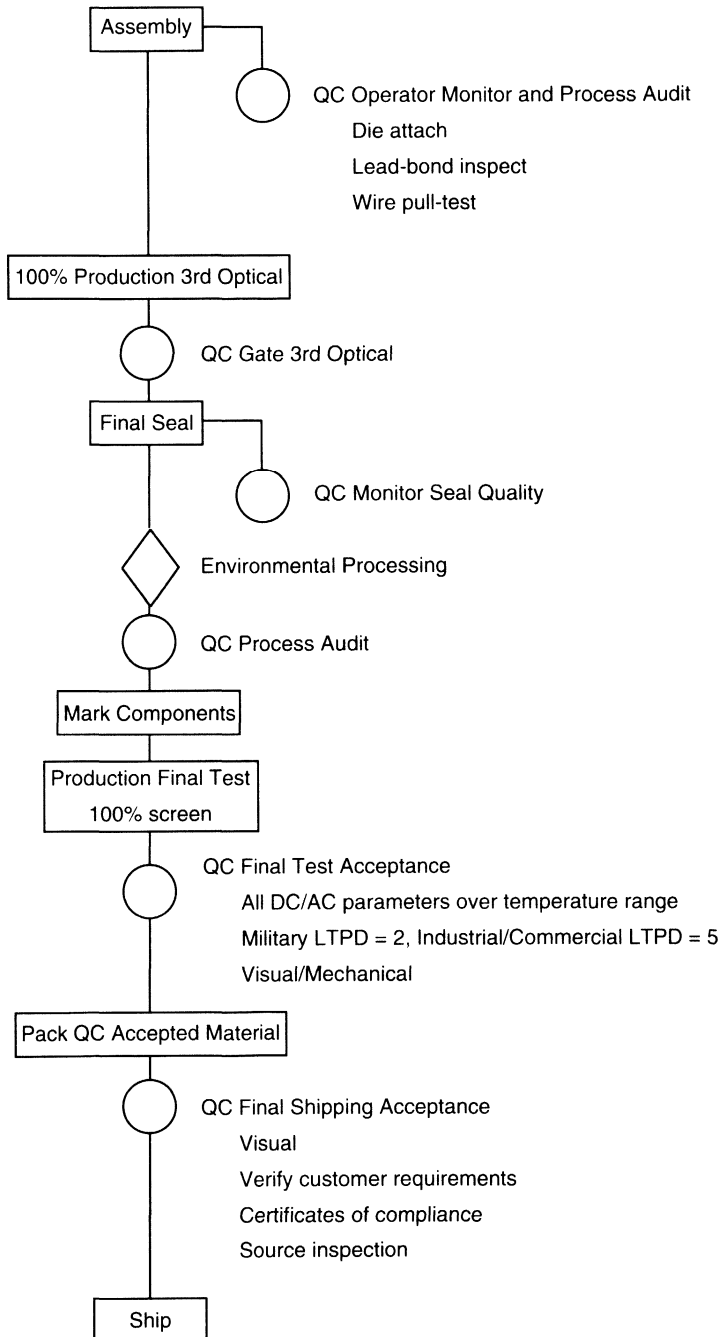 Assembly
QC Operator Monitor and Process Audit
Die attach
Lead-bond inspect
Wire pull-test
100% Production 3rd Optical
QC Gate 3rd Optical
Final Seal
QC Monitor Seal Quality
Environmental Processing
QC Process Audit
Mark Components
Production Final Test
100% screen
QC Final Test Acceptance
All DC/AC parameters over temperature range
Military LTPD = 2, Industrial/Commercial LTPD = 5
Visual/Mechanical
Pack QC Accepted Material
QC Final Shipping Acceptance
Visual
Verify customer requirements
Certificates of compliance
Source inspection
Ship